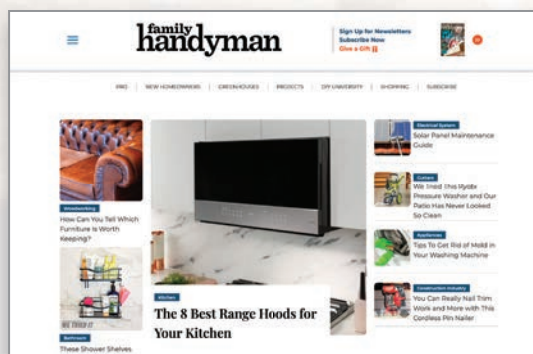 family
handyman
Sign Up for Newsletters
Subscribe Now
Give a Gift
PRO | NEW HOMEOWNERS | GREENHOUSES | PROJECTS | DIY UNIVERSITY | SHOPPING | SUBSCRIBE
Woodworking
How Can You Tell Which
Furniture Is Worth
Keeping?
WE TRIED IT
Bathroom
These Shower Shelves
Kitchen
The 8 Best Range Hoods for
Your Kitchen
Electrical System
Solar Panel Maintenance
Guide
We Tried This Ryobi
Pressure Washer and Our
Patio Has Never Looked
So Clean
Appliances
Tips To Get Rid of Mold in
Your Washing Machine
Construction Industry
You Can Really Nail Trim
Work and More with This
Cordless Pin Nailer